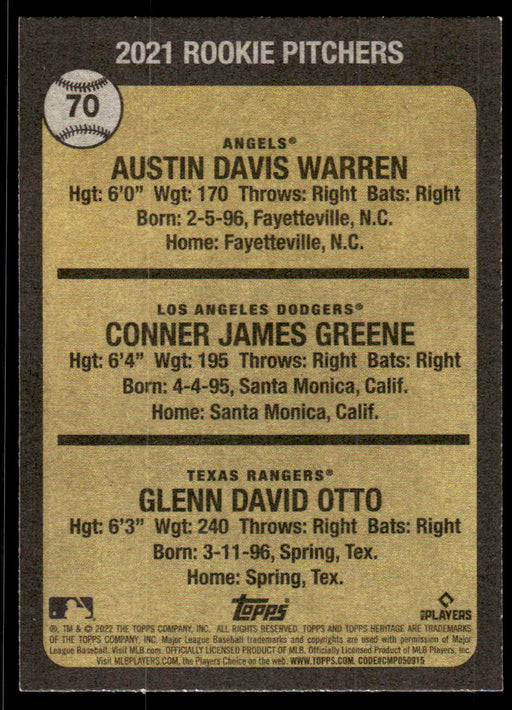 2021 ROOKIE PITCHERS
70
ANGELS®
AUSTIN DAVIS WARREN
Hgt: 6'0" Wgt: 170 Throws: Right Bats: Right
Born: 2-5-96, Fayetteville, N.C.
Home: Fayetteville, N.C.
LOS ANGELES DODGERS®
CONNER JAMES GREENE
Hgt: 6'4" Wgt: 195 Throws: Right Bats: Right
Born: 4-4-95, Santa Monica, Calif.
Home: Santa Monica, Calif.
TEXAS RANGERS®
GLENN DAVID OTTO
Hgt: 6'3" Wgt: 240 Throws: Right Bats: Right
Born: 3-11-96, Spring, Tex.
Home: Spring, Tex.
topps®
PLAYERS
®, TM & © 2022 THE TOPPS COMPANY, INC. ALL RIGHTS RESERVED. TOPPS AND TOPPS HERITAGE ARE TRADEMARKS
OF THE TOPPS COMPANY, INC. Major League Baseball trademarks and copyrights are used with permission of Major
League Baseball. Visit MLB.com. OFFICIALLY LICENSED PRODUCT OF MLB. Officially Licensed Product of MLB Players, Inc.
Visit MLBPLAYERS.com, the Players Choice on the web. WWW.TOPPS.COM. CODE#CMP050915